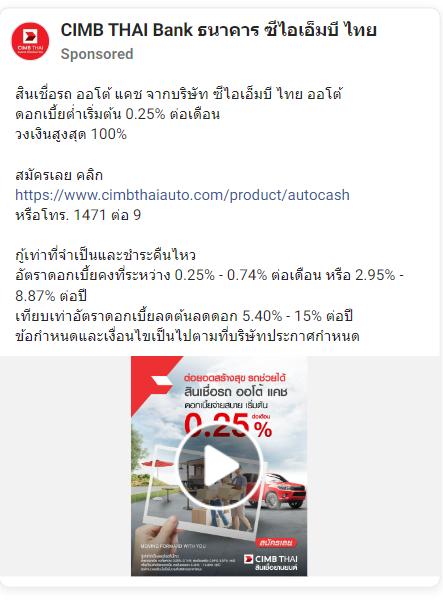 CIMB THAI Bank ธนาคาร ซีไอเอ็มบี ไทย
CIMB THAI
Sponsored
สินเชื่อรถ ออโต้ แคช จากบริษัท ซีไอเอ็มบี ไทย ออโต้
ดอกเบี้ยต่ำเริ่มต้น 0.25% ต่อเดือน
วงเงินสูงสุด 100%
สมัครเลย คลิก
https://www.cimbthaiauto.com/product/autocash
หรือโทร. 1471 ต่อ 9
กู้เท่าที่จำเป็นและชำระคืนไหว
อัตราดอกเบี้ยคงที่ระหว่าง 0.25% - 0.74% ต่อเดือน หรือ 2.95% -
8.87% ต่อปี
เทียบเท่าอัตราดอกเบี้ยลดต้นลดดอก 5.40% - 15% ต่อปี
ข้อกำหนดและเงื่อนไขเป็นไปตามที่บริษัทประกาศกำหนด
ต่อยอดสร้างสุข รถช่วยได้
สินเชื่อรถ ออโต้ แคช
ดอกเบี้ยจ่ายสบาย เริ่มต้น
0.25% ต่อเดือน
สมัครเลย
MOVING FORWARD WITH YOU
CIMB THAI
สินเชื่อยานยนต์